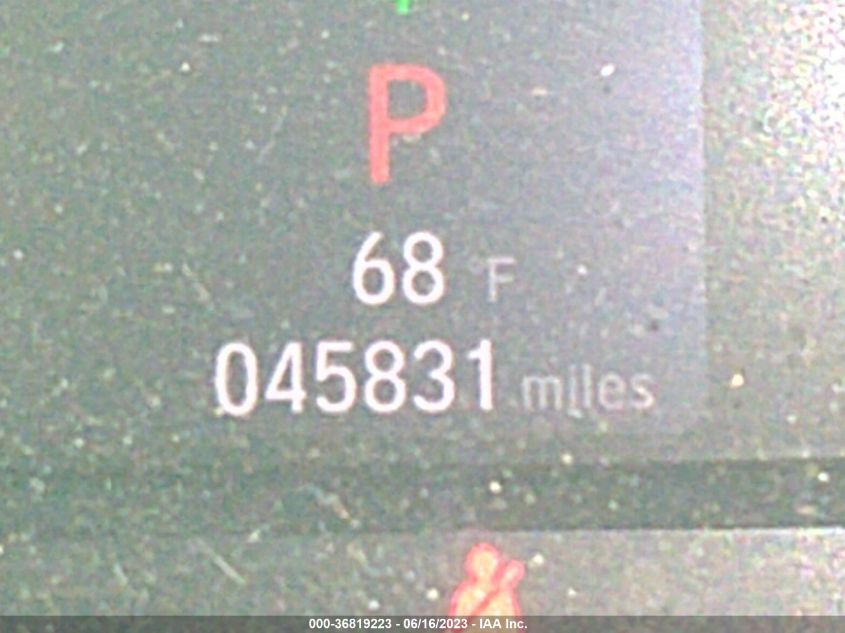 P
68 °F
045831 miles
000-36819223 - 06/16/2023 - IAA Inc.